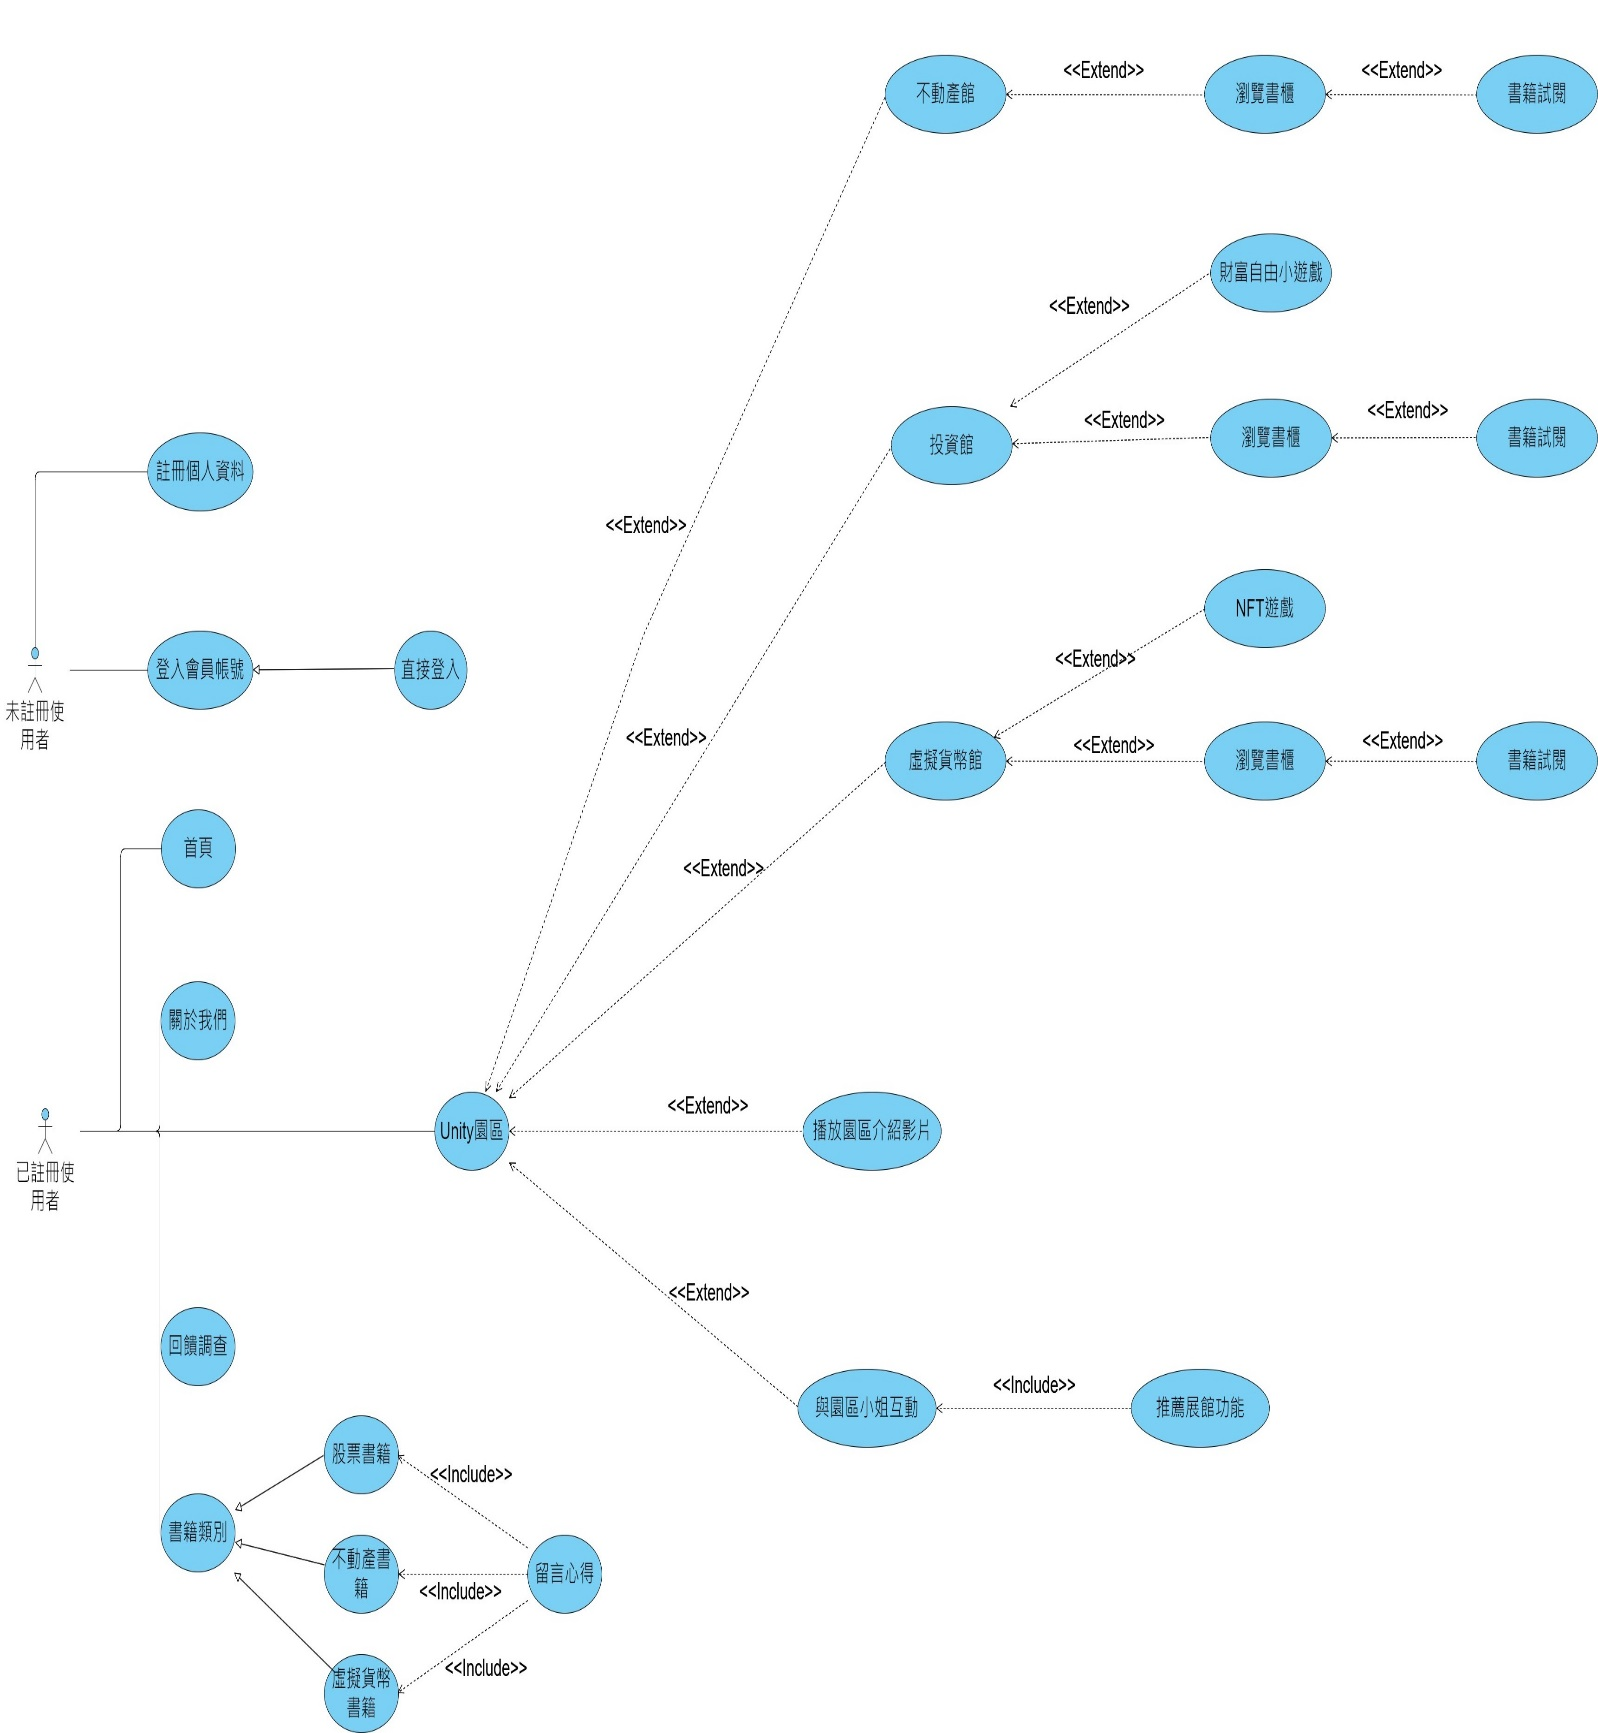 不動產館
<<Extend>>
瀏覽書櫃
<<Extend>>
書籍試閱
財富自由小遊戲
<<Extend>>
投資館
<<Extend>>
瀏覽書櫃
<<Extend>>
書籍試閱
註冊個人資料
<<Extend>>
NFT遊戲
<<Extend>>
登入會員帳號
直接登入
未註冊使
用者
<<Extend>>
虛擬貨幣館
<<Extend>>
瀏覽書櫃
<<Extend>>
書籍試閱
首頁
<<Extend>>
關於我們
Unity園區
<<Extend>>
播放園區介紹影片
已註冊使
用者
<<Extend>>
回饋調查
與園區小姐互動
<<Include>>
推薦展館功能
股票書籍
<<Include>>
書籍類別
不動產書
籍
<<Include>>
留言心得
<<Include>>
虛擬貨幣
書籍